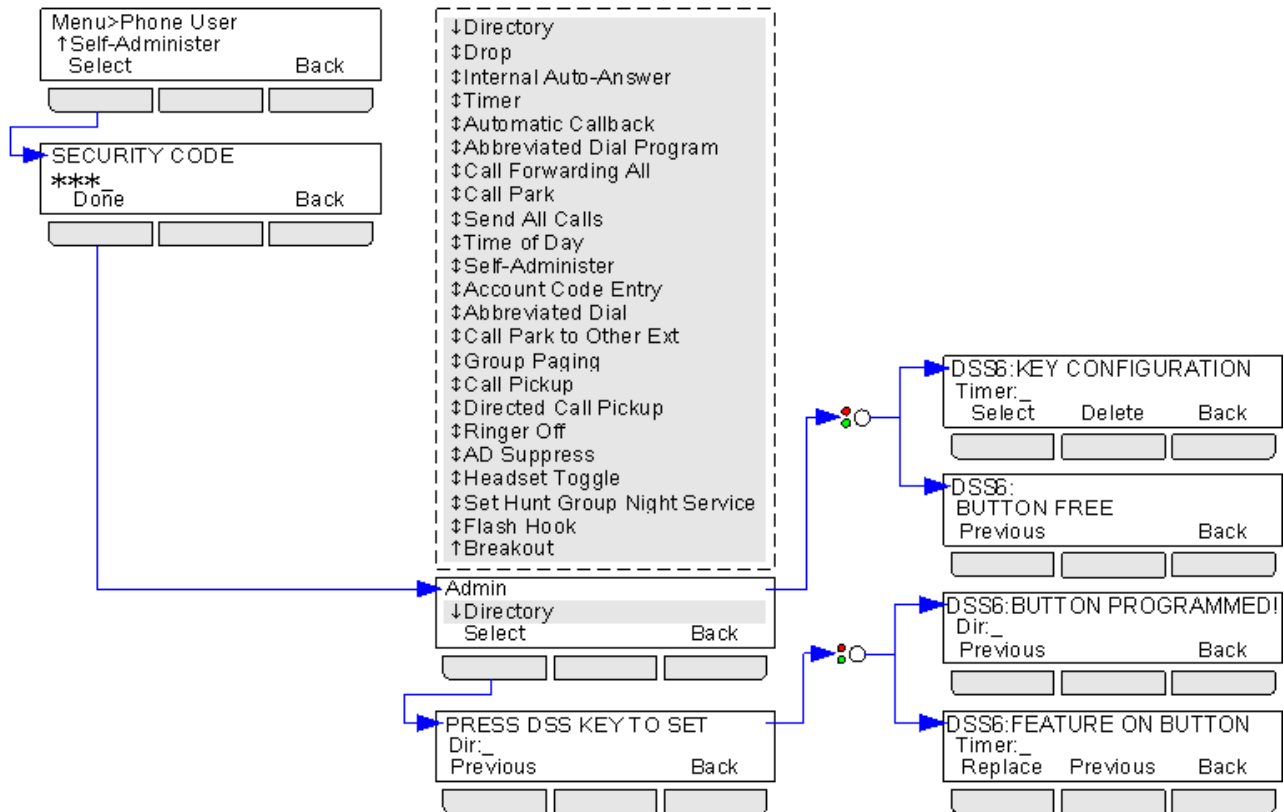 Menu>Phone User
↑Self-Administer
Select Back
SECURITY CODE
***_
Done Back
↓Directory
↕Drop
↕Internal Auto-Answer
↕Timer
↕Automatic Callback
↕Abbreviated Dial Program
↕Call Forwarding All
↕Call Park
↕Send All Calls
↕Time of Day
↕Self-Administer
↕Account Code Entry
↕Abbreviated Dial
↕Call Park to Other Ext
↕Group Paging
↕Call Pickup
↕Directed Call Pickup
↕Ringer Off
↕AD Suppress
↕Headset Toggle
↕Set Hunt Group Night Service
↕Flash Hook
↑Breakout
Admin
↓Directory
Select Back
PRESS DSS KEY TO SET
Dir:_
Previous Back
DSS6:KEY CONFIGURATION
Timer:_
Select Delete Back
DSS6:
BUTTON FREE
Previous Back
DSS6:BUTTON PROGRAMMED!
Dir:_
Previous Back
DSS6:FEATURE ON BUTTON
Timer:_
Replace Previous Back